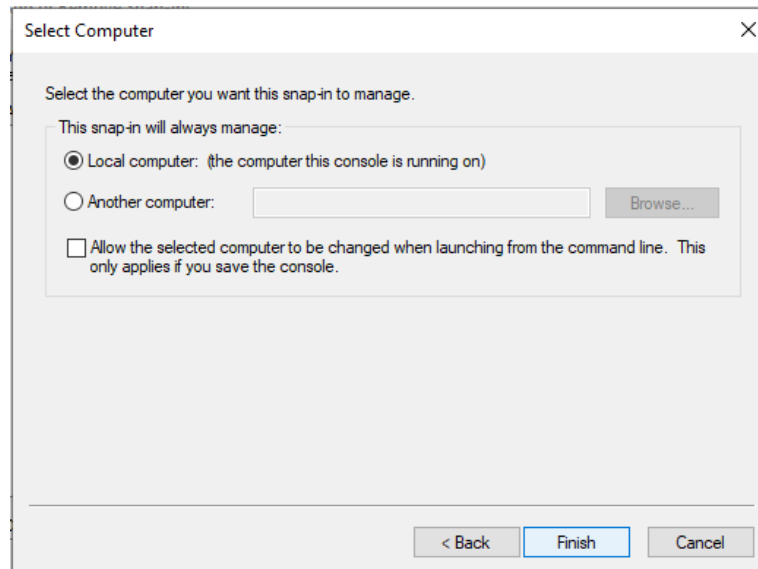 Select Computer
Select the computer you want this snap-in to manage.
This snap-in will always manage:
Local computer: (the computer this console is running on)
Another computer:
Browse...
Allow the selected computer to be changed when launching from the command line. This
only applies if you save the console.
< Back
Finish
Cancel